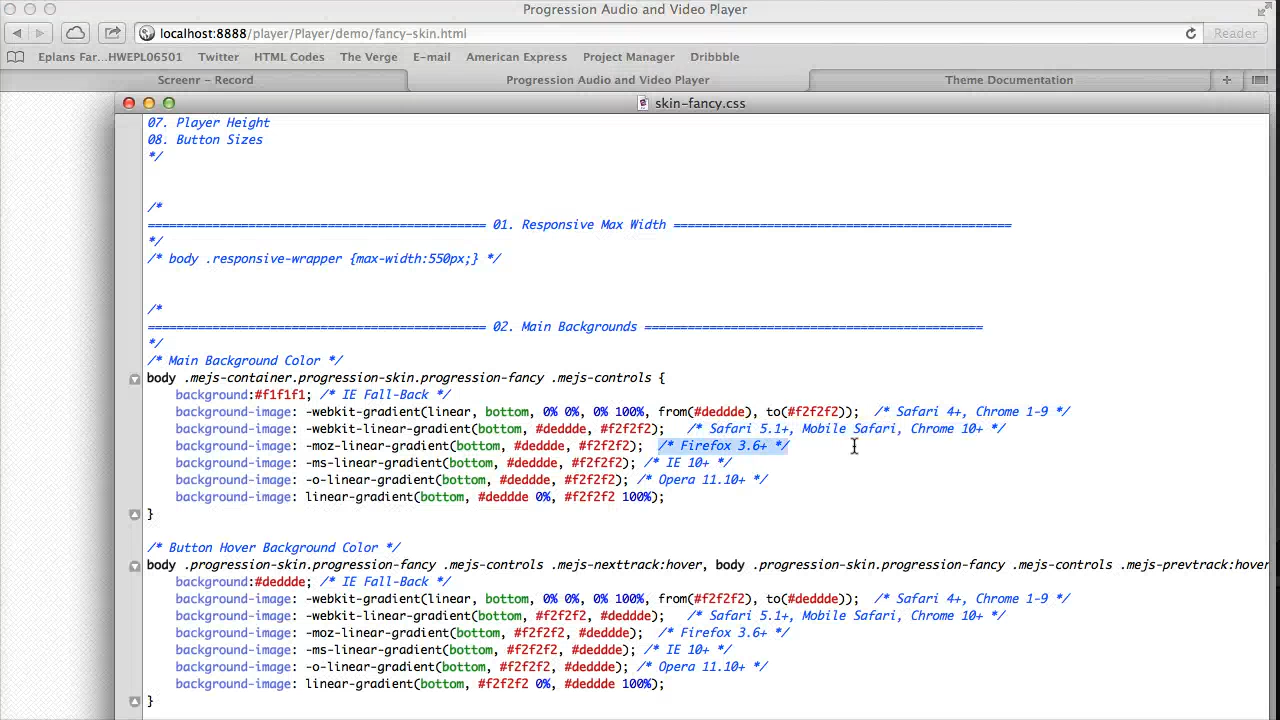 Progression Audio and Video Player
localhost:8888/player/Player/demo/fancy-skin.html
Reader
Eplans Far...HWEPL06501 Twitter HTML Codes The Verge E-mail American Express Project Manager Dribbble
Screenr – Record Progression Audio and Video Player Theme Documentation +
skin-fancy.css
07. Player Height
08. Button Sizes
*/
/*
=============================================== 01. Responsive Max Width ===============================================
*/
/* body .responsive-wrapper {max-width:550px;} */
/*
=============================================== 02. Main Backgrounds ===============================================
*/
/* Main Background Color */
body .mejs-container.progression-skin.progression-fancy .mejs-controls {
background:#f1f1f1; /* IE Fall-Back */
background-image: -webkit-gradient(linear, bottom, 0% 0%, 0% 100%, from(#dedddde), to(#f2f2f2)); /* Safari 4+, Chrome 1-9 */
background-image: -webkit-linear-gradient(bottom, #deddde, #f2f2f2); /* Safari 5.1+, Mobile Safari, Chrome 10+ */
background-image: -moz-linear-gradient(bottom, #deddde, #f2f2f2); /* Firefox 3.6+ */
background-image: -ms-linear-gradient(bottom, #deddde, #f2f2f2); /* IE 10+ */
background-image: -o-linear-gradient(bottom, #deddde, #f2f2f2); /* Opera 11.10+ */
background-image: linear-gradient(bottom, #deddde 0%, #f2f2f2 100%);
}
/* Button Hover Background Color */
body .progression-skin.progression-fancy .mejs-controls .mejs-nexttrack:hover, body .progression-skin.progression-fancy .mejs-controls .mejs-prevtrack:hover
background:#deddde; /* IE Fall-Back */
background-image: -webkit-gradient(linear, bottom, 0% 0%, 0% 100%, from(#f2f2f2), to(#deddde)); /* Safari 4+, Chrome 1-9 */
background-image: -webkit-linear-gradient(bottom, #f2f2f2, #deddde); /* Safari 5.1+, Mobile Safari, Chrome 10+ */
background-image: -moz-linear-gradient(bottom, #f2f2f2, #deddde); /* Firefox 3.6+ */
background-image: -ms-linear-gradient(bottom, #f2f2f2, #deddde); /* IE 10+ */
background-image: -o-linear-gradient(bottom, #f2f2f2, #deddde); /* Opera 11.10+ */
background-image: linear-gradient(bottom, #f2f2f2 0%, #deddde 100%);
}